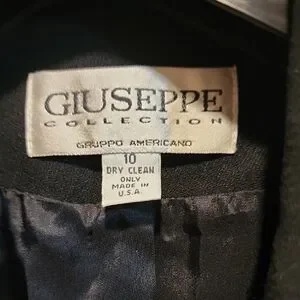 GIUSEPPE
COLLECTION
GRUPPO AMERICANO
10
DRY CLEAN
ONLY
MADE IN
U.S.A.